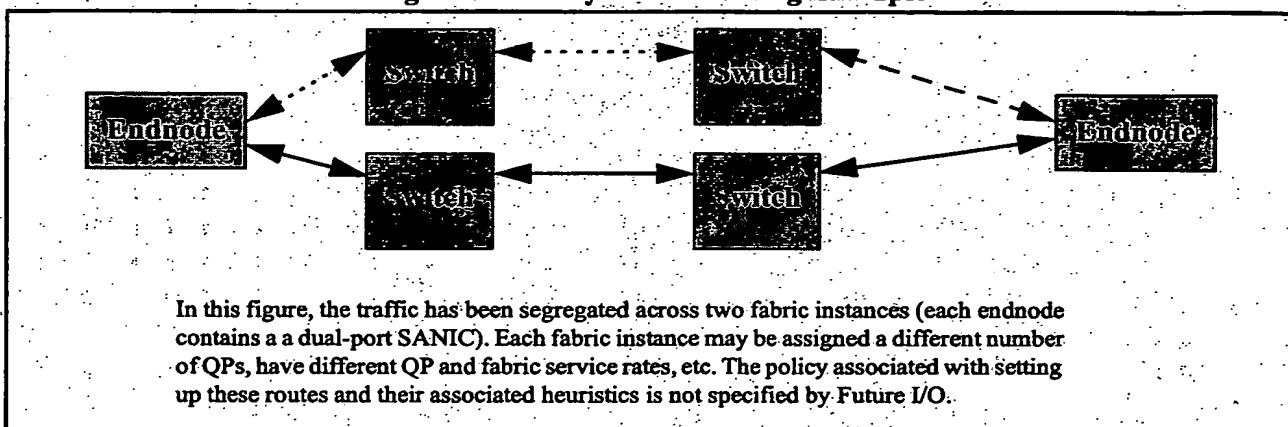 Switch Switch
Endnode Endnode
Switch Switch
In this figure, the traffic has been segregated across two fabric instances (each endnode
contains a a dual-port SANIC). Each fabric instance may be assigned a different number
of QPs, have different QP and fabric service rates, etc. The policy associated with setting
up these routes and their associated heuristics is not specified by Future I/O.